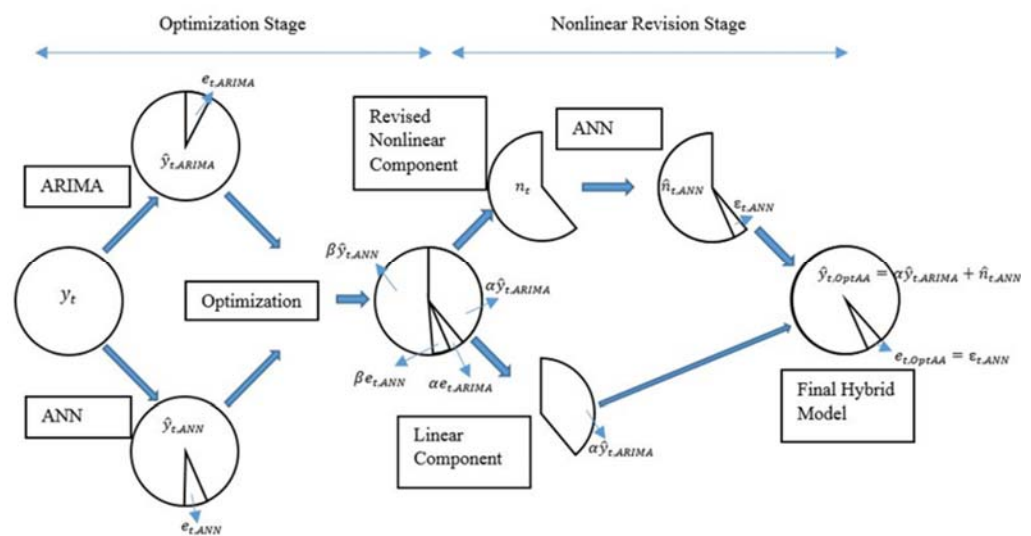 Optimization Stage
Nonlinear Revision Stage
e_{t.ARIMA}
ŷ_{t.ARIMA}
ARIMA
Revised
Nonlinear
Component
ANN
n_t
n̂_{t.ANN}
ε_{t.ANN}
y_t
Optimization
βŷ_{t.ANN}
αŷ_{t.ARIMA}
βe_{t.ANN}
αe_{t.ARIMA}
ŷ_{t.OptAA} = αŷ_{t.ARIMA} + n̂_{t.ANN}
e_{t.OptAA} = ε_{t.ANN}
ANN
ŷ_{t.ANN}
e_{t.ANN}
Linear
Component
αŷ_{t.ARIMA}
Final Hybrid
Model